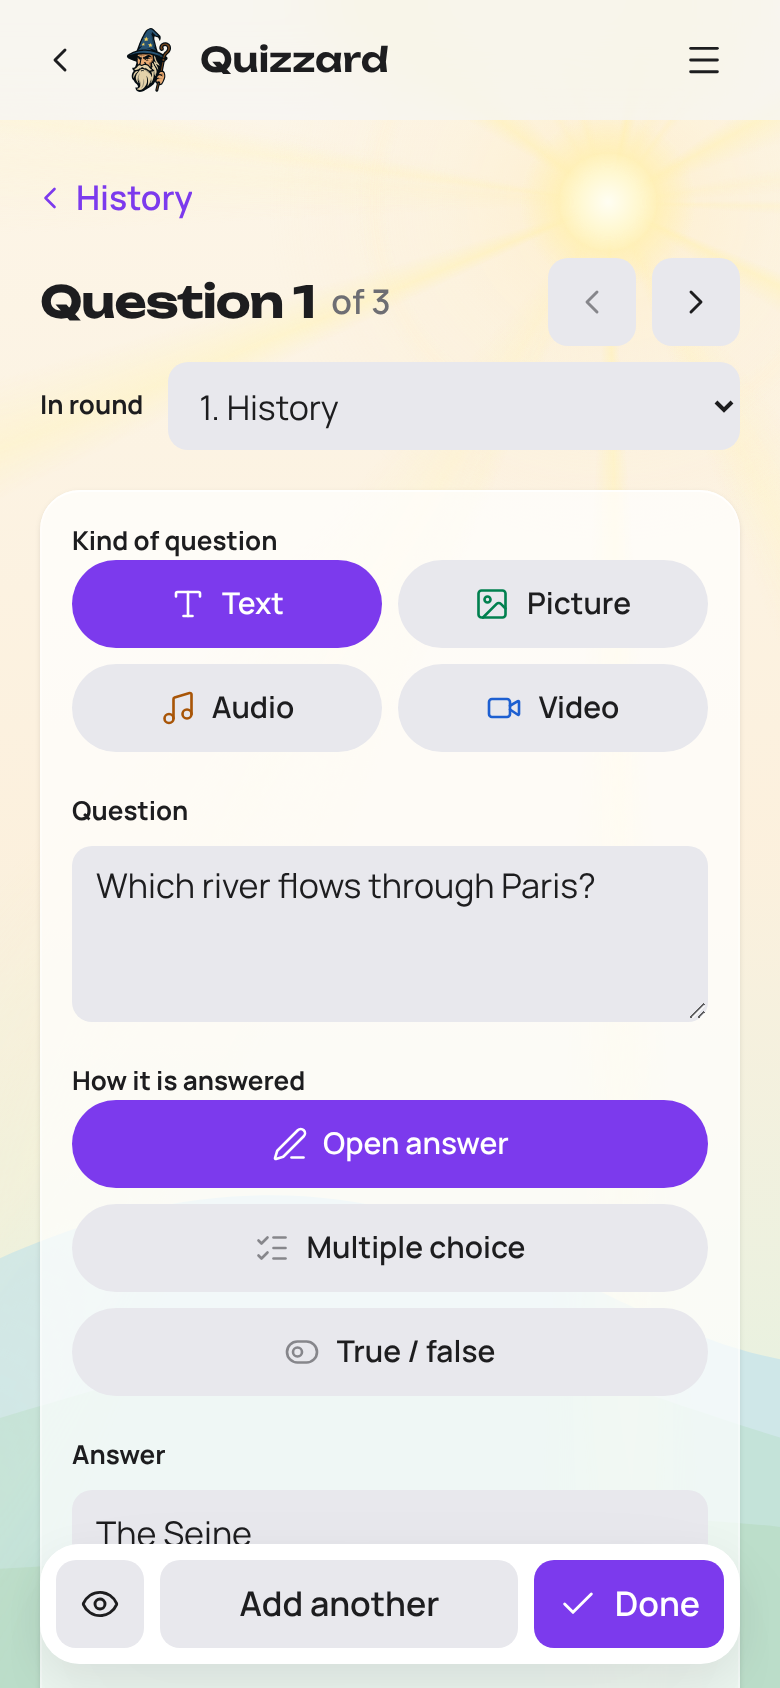 Quizzard
History
Question 1 of 3
In round
1. History
Kind of question
Text
Picture
Audio
Video
Question
Which river flows through Paris?
How it is answered
Open answer
Multiple choice
True / false
Answer
The Seine
Add another
Done